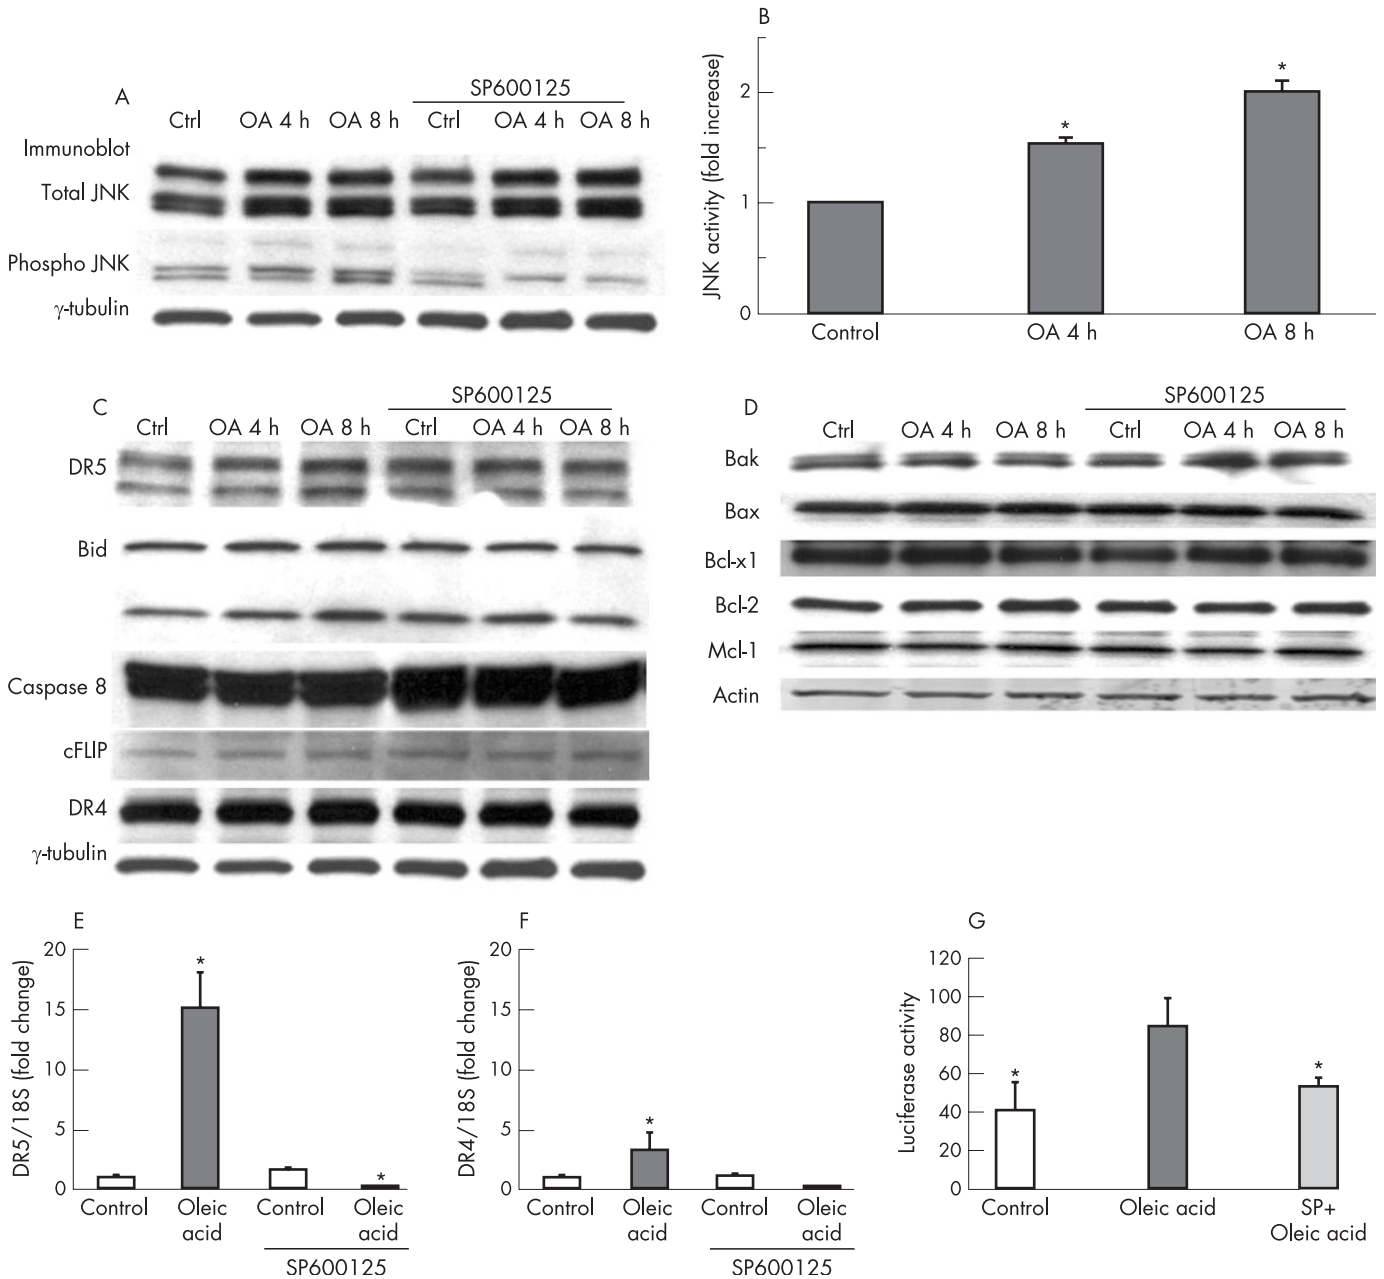 A
SP600125
Ctrl OA 4 h OA 8 h Ctrl OA 4 h OA 8 h
Immunoblot
Total JNK
Phospho JNK
γ-tubulin
B
JNK activity (fold increase)
2
1
0
* *
Control OA 4 h OA 8 h
C
SP600125
Ctrl OA 4 h OA 8 h Ctrl OA 4 h OA 8 h
DR5
Bid
Caspase 8
cFLIP
DR4
γ-tubulin
D
SP600125
Ctrl OA 4 h OA 8 h Ctrl OA 4 h OA 8 h
Bak
Bax
Bcl-x1
Bcl-2
Mcl-1
Actin
E
DR5/18S (fold change)
20
15
10
5
0
* *
Control Oleic Control Oleic
acid acid
SP600125
F
DR4/18S (fold change)
20
15
10
5
0
*
Control Oleic Control Oleic
acid acid
SP600125
G
Luciferase activity
120
100
80
60
40
20
0
* *
Control Oleic acid SP+
Oleic acid